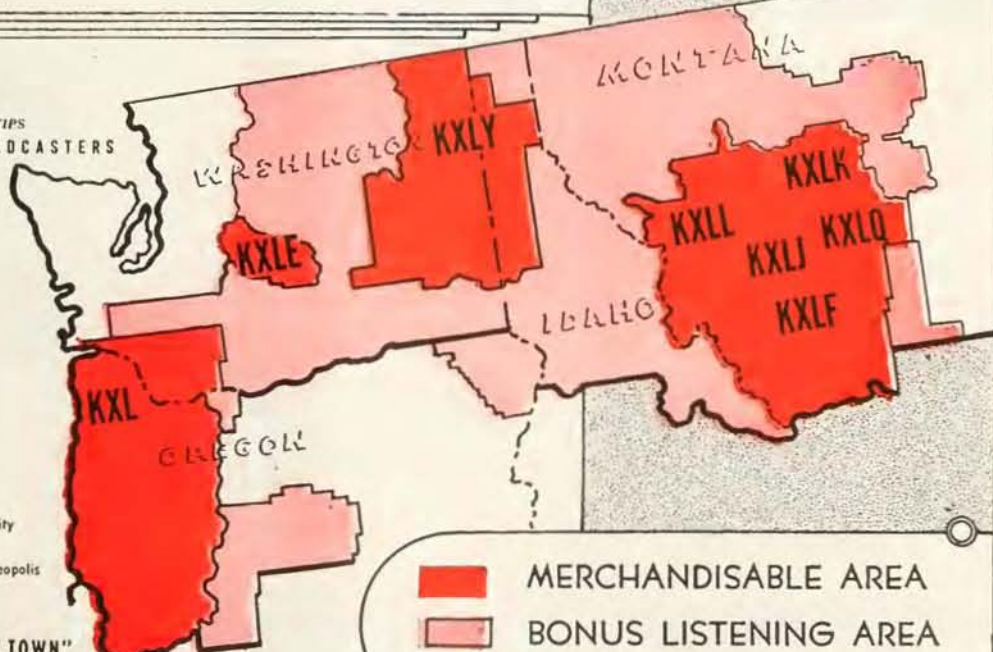 DCASTERS
WASHINGTON
MONTANA
KXLY
KXLK
KXLL
KXLQ
KXLJ
KXLE
KXLF
IDAHO
KXL
OREGON
MERCHANDISABLE AREA
BONUS LISTENING AREA
TOWN"